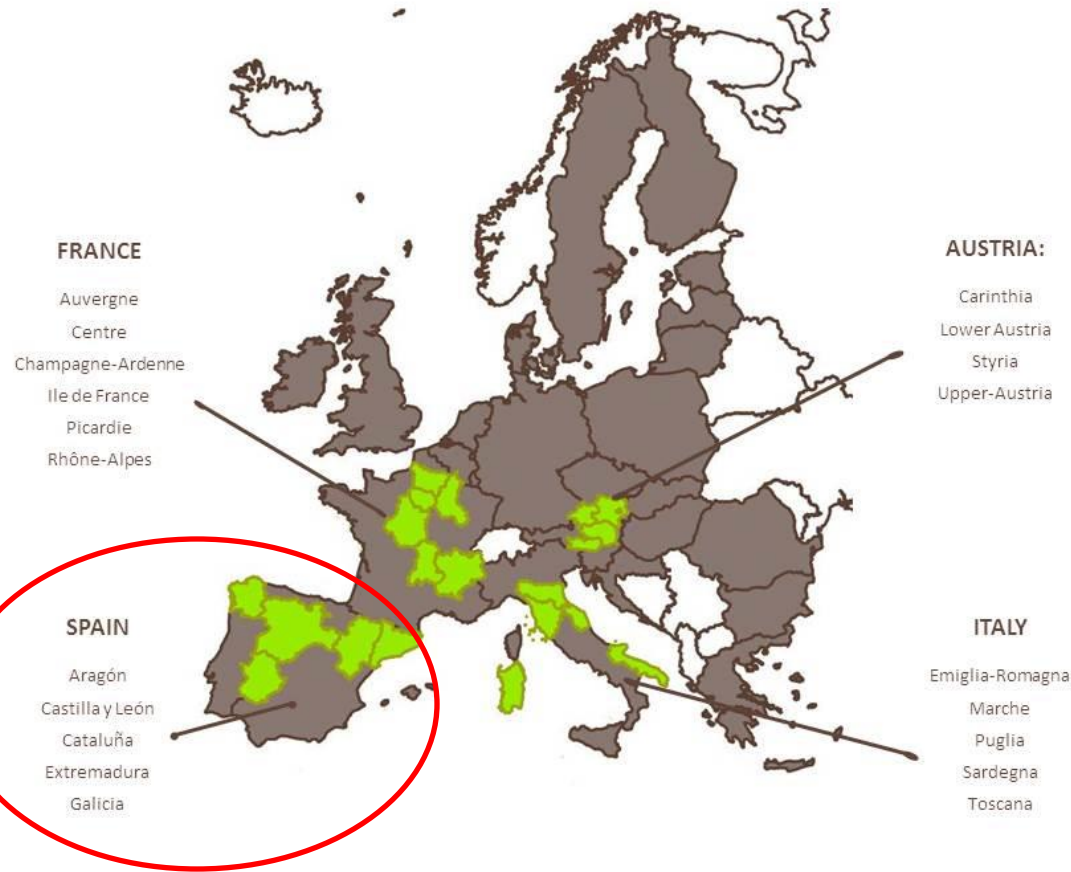 FRANCE
Auvergne
Centre
Champagne-Ardenne
Ile de France
Picardie
Rhône-Alpes
AUSTRIA:
Carinthia
Lower Austria
Styria
Upper-Austria
SPAIN
Aragón
Castilla y León
Cataluña
Extremadura
Galicia
ITALY
Emiglia-Romagna
Marche
Puglia
Sardegna
Toscana